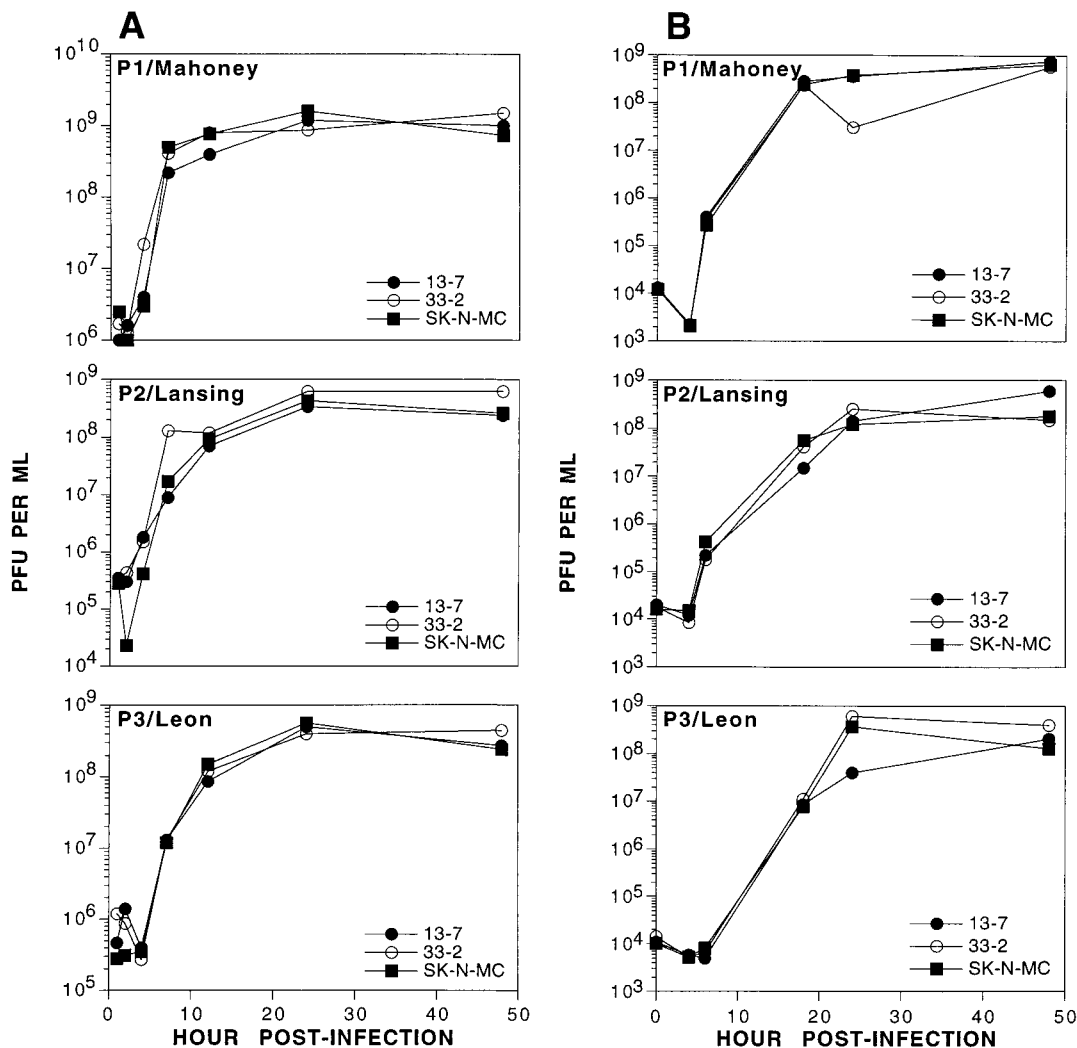 A
B
P1/Mahoney
10^10
10^9
10^8
10^7
10^6
13-7
33-2
SK-N-MC
P1/Mahoney
10^9
10^8
10^7
10^6
10^5
10^4
10^3
13-7
33-2
SK-N-MC
P2/Lansing
10^9
10^8
10^7
10^6
10^5
10^4
13-7
33-2
SK-N-MC
PFU PER ML
P2/Lansing
10^9
10^8
10^7
10^6
10^5
10^4
10^3
13-7
33-2
SK-N-MC
PFU PER ML
P3/Leon
10^9
10^8
10^7
10^6
10^5
13-7
33-2
SK-N-MC
0 10 20 30 40 50
HOUR POST-INFECTION
P3/Leon
10^9
10^8
10^7
10^6
10^5
10^4
10^3
13-7
33-2
SK-N-MC
0 10 20 30 40 50
HOUR POST-INFECTION